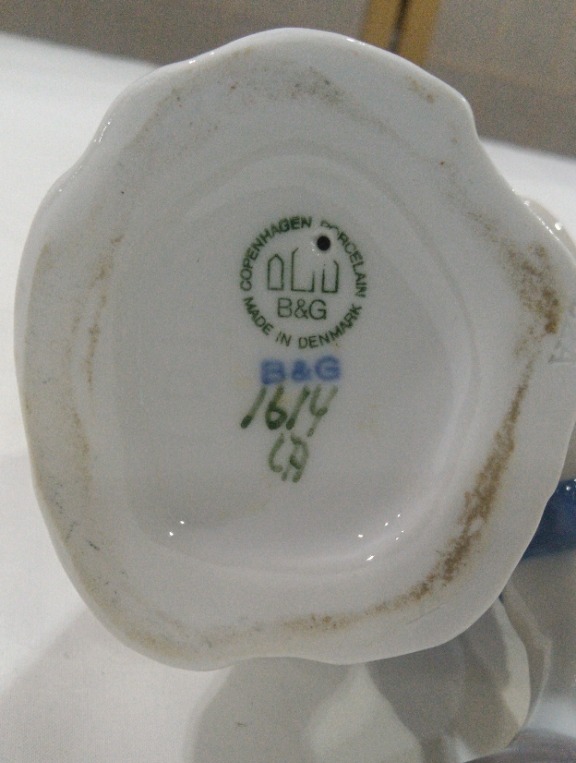 COPENHAGEN PORCELAIN
B&G
MADE IN DENMARK
B&G
1614